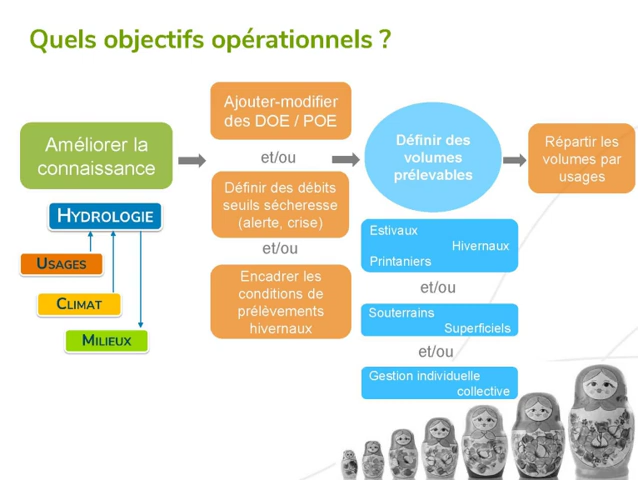 Quels objectifs opérationnels ?
Améliorer la
connaissance
HYDROLOGIE
USAGES
CLIMAT
MILIEUX
Ajouter-modifier
des DOE / POE
et/ou
Définir des débits
seuils sécheresse
(alerte, crise)
et/ou
Encadrer les
conditions de
prélèvements
hivernaux
Définir des
volumes
prélevables
Estivaux
Hivernaux
Printaniers
et/ou
Souterrains
Superficiels
et/ou
Gestion individuelle
collective
Répartir les
volumes par
usages